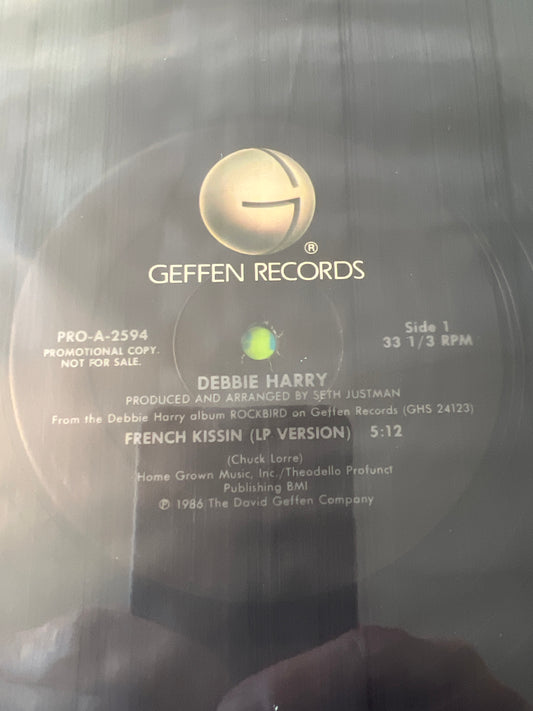 ®
GEFFEN RECORDS
PRO-A-2594
PROMOTIONAL COPY.
NOT FOR SALE.
Side 1
33 1/3 RPM
DEBBIE HARRY
PRODUCED AND ARRANGED BY SETH JUSTMAN
From the Debbie Harry album ROCKBIRD on Geffen Records (GHS 24123)
FRENCH KISSIN (LP VERSION) 5:12
(Chuck Lorre)
Home Grown Music, Inc./Theodello Profunct
Publishing BMI
℗ 1986 The David Geffen Company